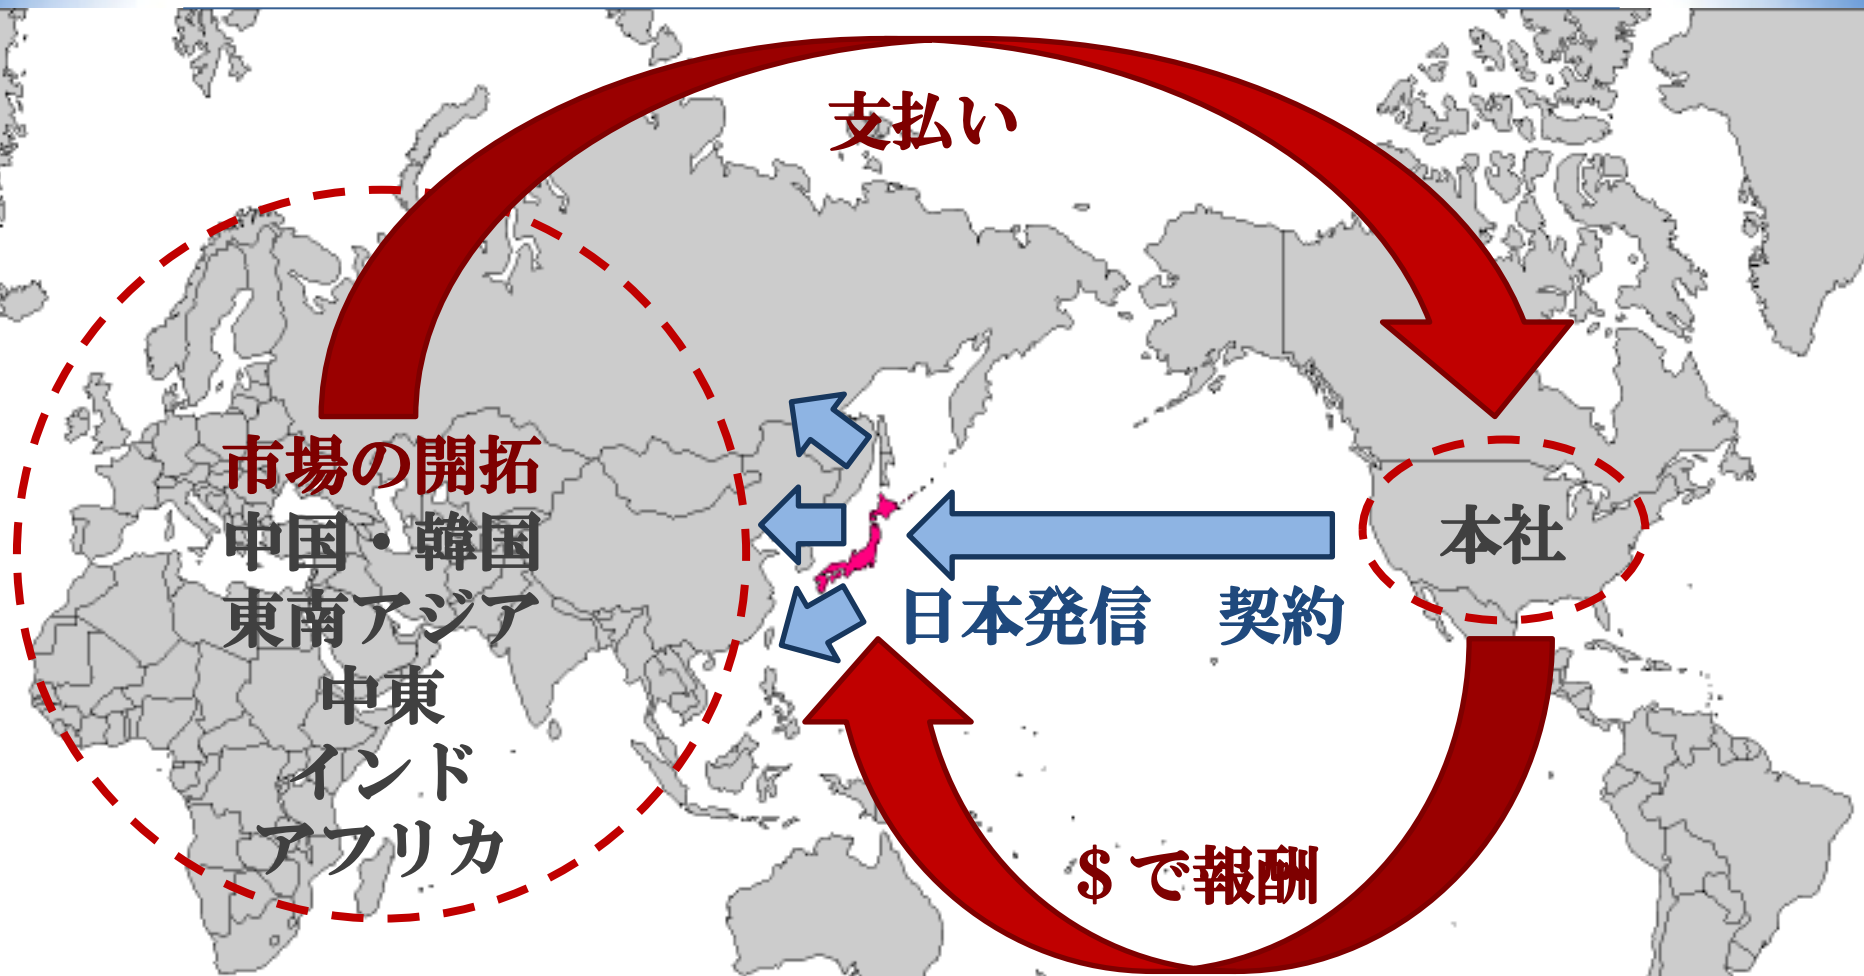 支払い
市場の開拓
中国・韓国
東南アジア
中東
インド
アフリカ
本社
日本発信　契約
$で報酬